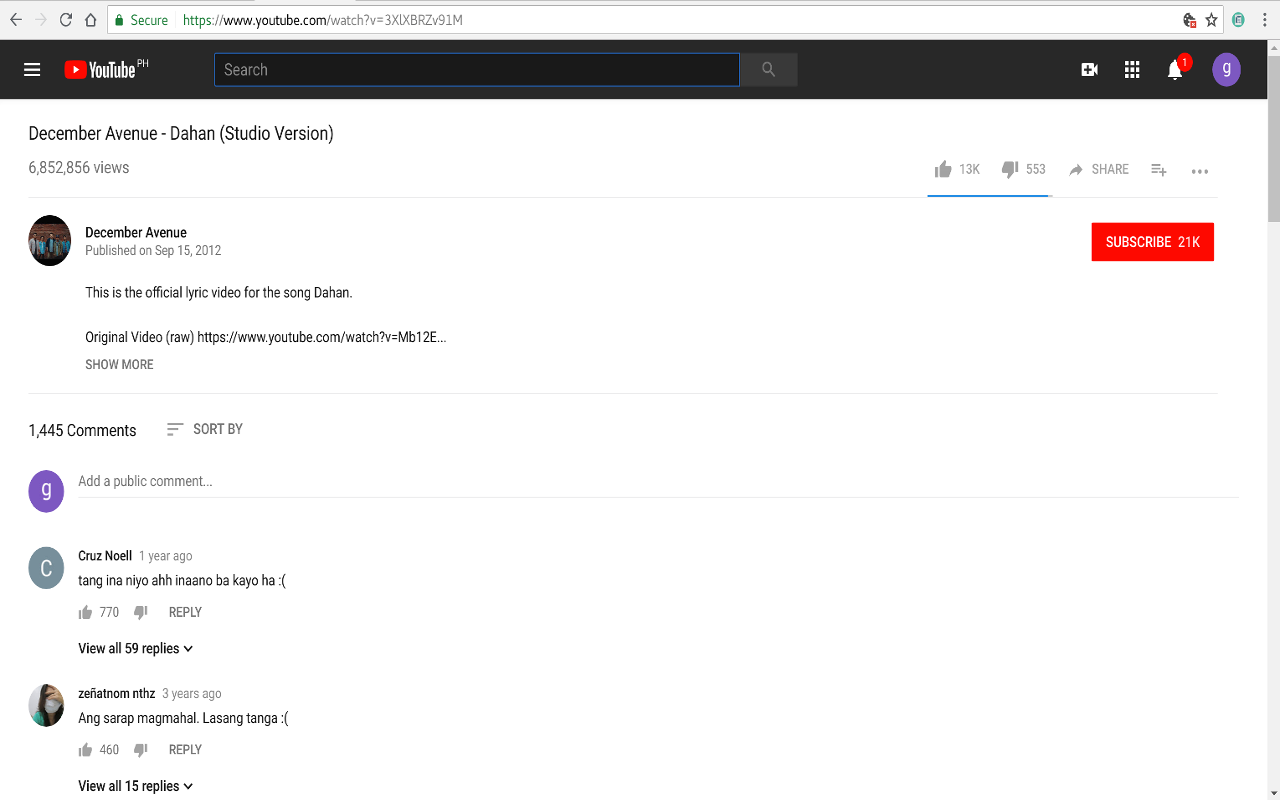 Secure https://www.youtube.com/watch?v=3XlXBRZv91M
YouTube PH Search 1 g
December Avenue - Dahan (Studio Version)
6,852,856 views 13K 553 SHARE
December Avenue
Published on Sep 15, 2012
SUBSCRIBE 21K
This is the official lyric video for the song Dahan.
Original Video (raw) https://www.youtube.com/watch?v=Mb12E...
SHOW MORE
1,445 Comments SORT BY
g Add a public comment...
C Cruz Noell 1 year ago
tang ina niyo ahh inaano ba kayo ha :(
770 REPLY
View all 59 replies
zeñatnom nthz 3 years ago
Ang sarap magmahal. Lasang tanga :(
460 REPLY
View all 15 replies